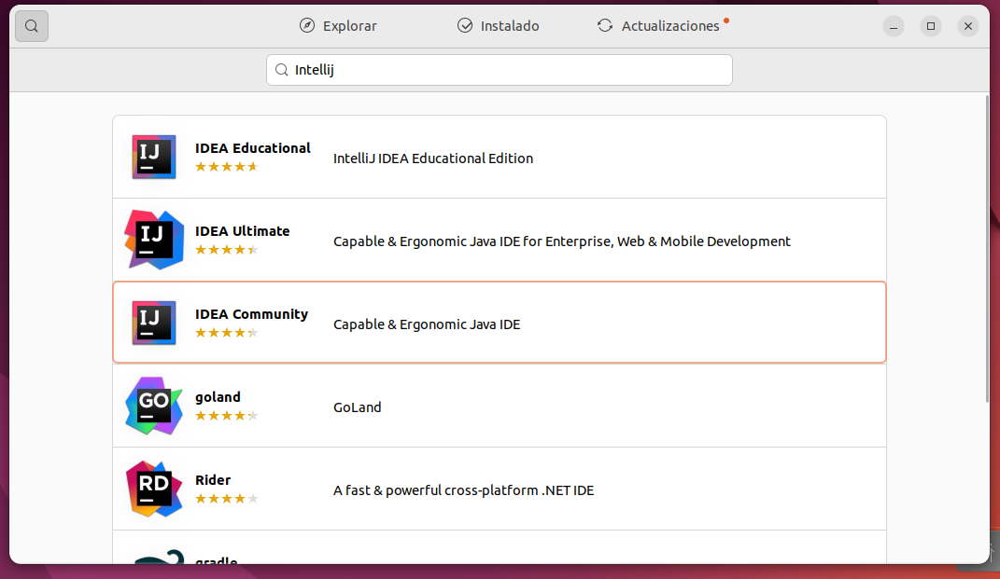 Explorar
Instalado
Actualizaciones
Intellij
IJ
IDEA Educational
IntelliJ IDEA Educational Edition
IJ
IDEA Ultimate
Capable & Ergonomic Java IDE for Enterprise, Web & Mobile Development
IJ
IDEA Community
Capable & Ergonomic Java IDE
GO
goland
GoLand
RD
Rider
A fast & powerful cross-platform .NET IDE
gradle